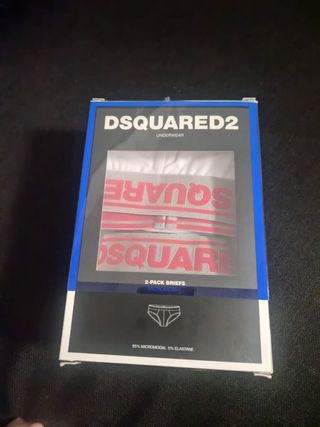 DSQUARED2
UNDERWEAR
SQUARE
DSQUARE
2-PACK BRIEFS
95% MICROMODAL 5% ELASTANE